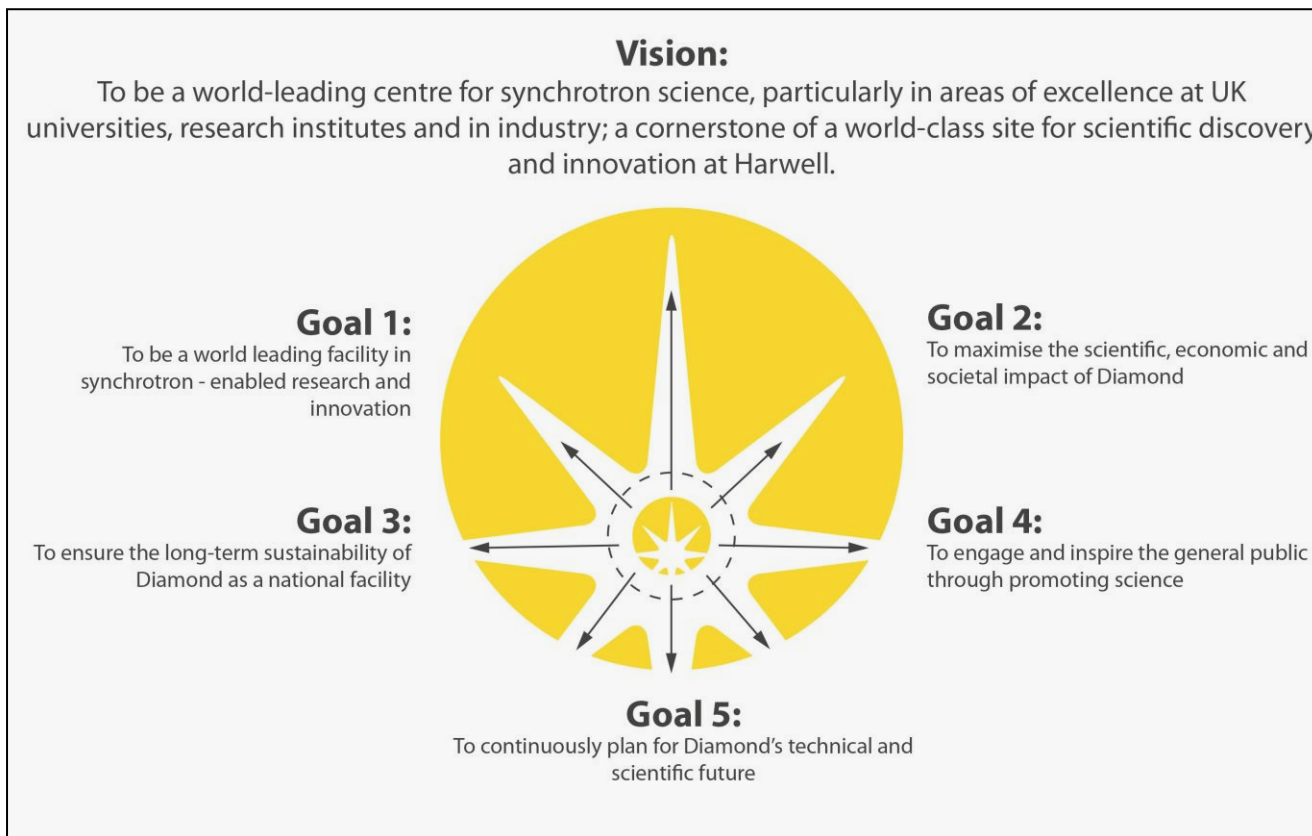 Vision:
To be a world-leading centre for synchrotron science, particularly in areas of excellence at UK
universities, research institutes and in industry; a cornerstone of a world-class site for scientific discovery
and innovation at Harwell.
Goal 1:
To be a world leading facility in
synchrotron - enabled research and
innovation
Goal 2:
To maximise the scientific, economic and
societal impact of Diamond
Goal 3:
To ensure the long-term sustainability of
Diamond as a national facility
Goal 4:
To engage and inspire the general public
through promoting science
Goal 5:
To continuously plan for Diamond’s technical and
scientific future